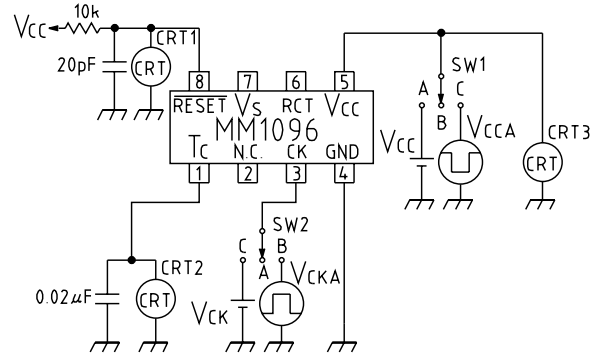 10k
VCC
CRT1
20pF
CRT
SW1
8 7 6 5
RESET VS RCT VCC
A C
B
MM1096
VCC
VCCA
CRT3
TC N.C. CK GND
CRT
1 2 3 4
SW2
C B
A
CRT2
VCKA
0.02μF
CRT
VCK